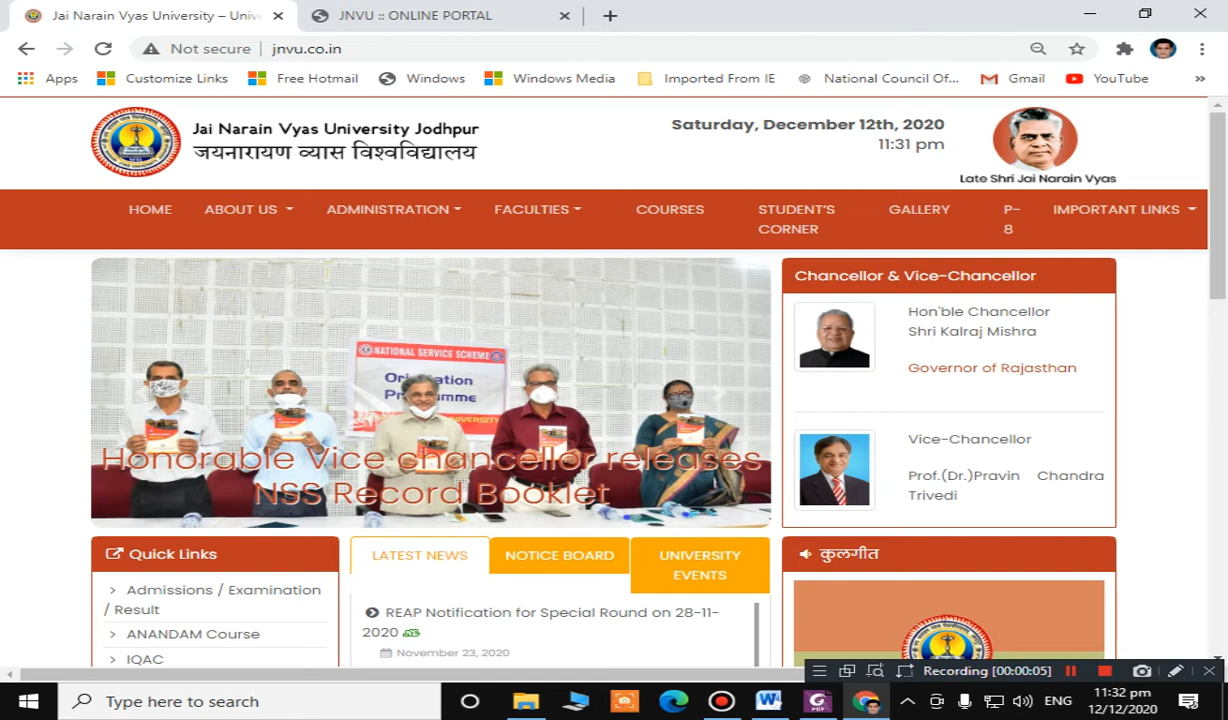 Jai Narain Vyas University – Univ
JNVU :: ONLINE PORTAL
Not secure | jnvu.co.in
Apps Customize Links Free Hotmail Windows Windows Media Imported From IE National Council Of... Gmail YouTube »
Jai Narain Vyas University Jodhpur
जयनारायण व्यास विश्वविद्यालय
Saturday, December 12th, 2020
11:31 pm
Late Shri Jai Narain Vyas
HOME ABOUT US ADMINISTRATION FACULTIES COURSES STUDENT'S CORNER GALLERY P-8 IMPORTANT LINKS
NATIONAL SERVICE SCHEME
Orientation
Programme
UNIVERSITY
Honorable Vice chancellor releases
NSS Record Booklet
Chancellor & Vice-Chancellor
Hon'ble Chancellor
Shri Kalraj Mishra
Governor of Rajasthan
Vice-Chancellor
Prof.(Dr.)Pravin Chandra
Trivedi
Quick Links
> Admissions / Examination
/ Result
> ANANDAM Course
> IQAC
LATEST NEWS
NOTICE BOARD
UNIVERSITY
EVENTS
REAP Notification for Special Round on 28-11-
2020
November 23, 2020
कुलगीत
Recording [00:00:05]
Type here to search
ENG
11:32 pm
12/12/2020